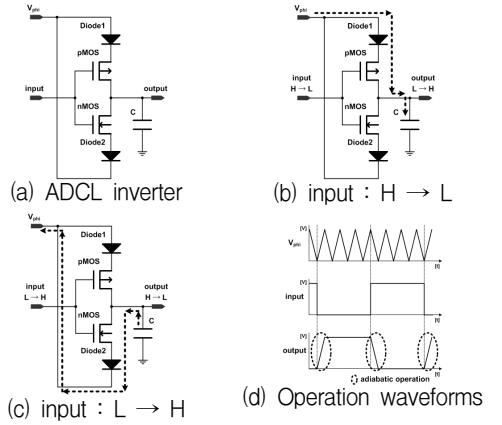 Vphi
Diode1
pMOS
input
output
nMOS
C
Diode2
(a) ADCL inverter
Vphi
Diode1
pMOS
input
H → L
output
L → H
nMOS
C
Diode2
(b) input : H → L
Vphi
Diode1
pMOS
input
L → H
output
H → L
nMOS
C
Diode2
(c) input : L → H
[V]
Vphi
[t]
[V]
input
[t]
[V]
output
[t]
adiabatic operation
(d) Operation waveforms